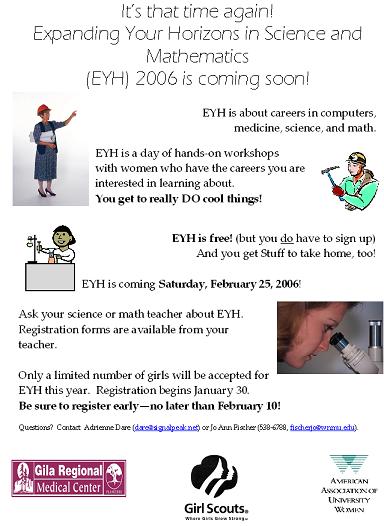 It's that time again!
Expanding Your Horizons in Science and
Mathematics
(EYH) 2006 is coming soon!
EYH is about careers in computers,
medicine, science, and math.
EYH is a day of hands-on workshops
with women who have the careers you are
interested in learning about.
You get to really DO cool things!
EYH is free! (but you do have to sign up)
And you get Stuff to take home, too!
EYH is coming Saturday, February 25, 2006!
Ask your science or math teacher about EYH.
Registration forms are available from your
teacher.
Only a limited number of girls will be accepted for
EYH this year.  Registration begins January 30.
Be sure to register early—no later than February 10!
Questions?  Contact  Adrienne Dare (dare@signalpeak.net) or Jo Ann Fischer (538-6788, fischerjo@wnmu.edu).
Gila Regional
Medical Center
Girl Scouts.
Where Girls Grow Strong.
AMERICAN
ASSOCIATION OF
UNIVERSITY
WOMEN